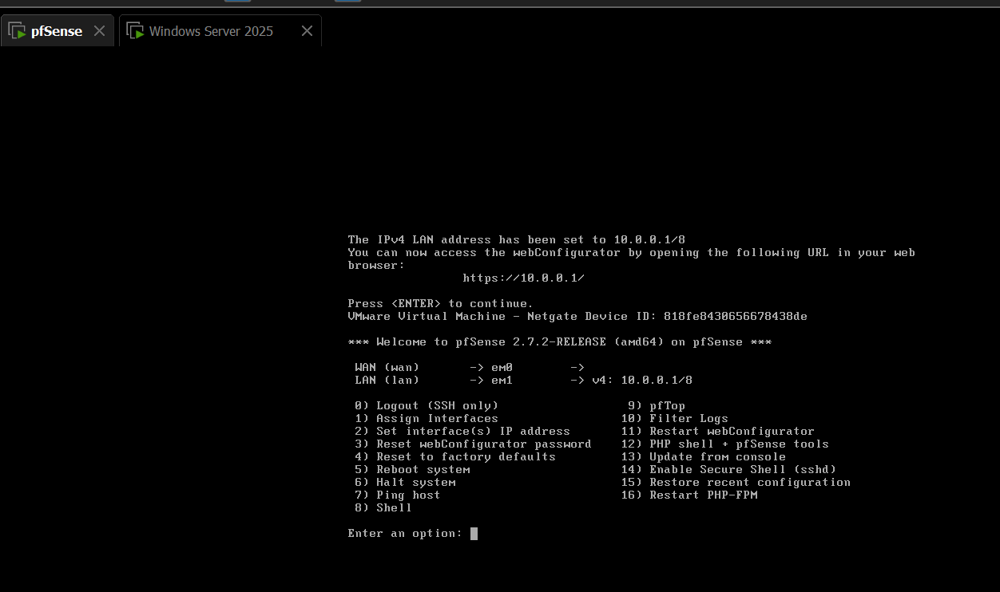 pfSense
Windows Server 2025
The IPv4 LAN address has been set to 10.0.0.1/8
You can now access the webConfigurator by opening the following URL in your web
browser:
https://10.0.0.1/
Press <ENTER> to continue.
VMware Virtual Machine - Netgate Device ID: 818fe8430656678438de
*** Welcome to pfSense 2.7.2-RELEASE (amd64) on pfSense ***
WAN (wan) -> em0 ->
LAN (lan) -> em1 -> v4: 10.0.0.1/8
0) Logout (SSH only) 9) pfTop
1) Assign Interfaces 10) Filter Logs
2) Set interface(s) IP address 11) Restart webConfigurator
3) Reset webConfigurator password 12) PHP shell + pfSense tools
4) Reset to factory defaults 13) Update from console
5) Reboot system 14) Enable Secure Shell (sshd)
6) Halt system 15) Restore recent configuration
7) Ping host 16) Restart PHP-FPM
8) Shell
Enter an option: